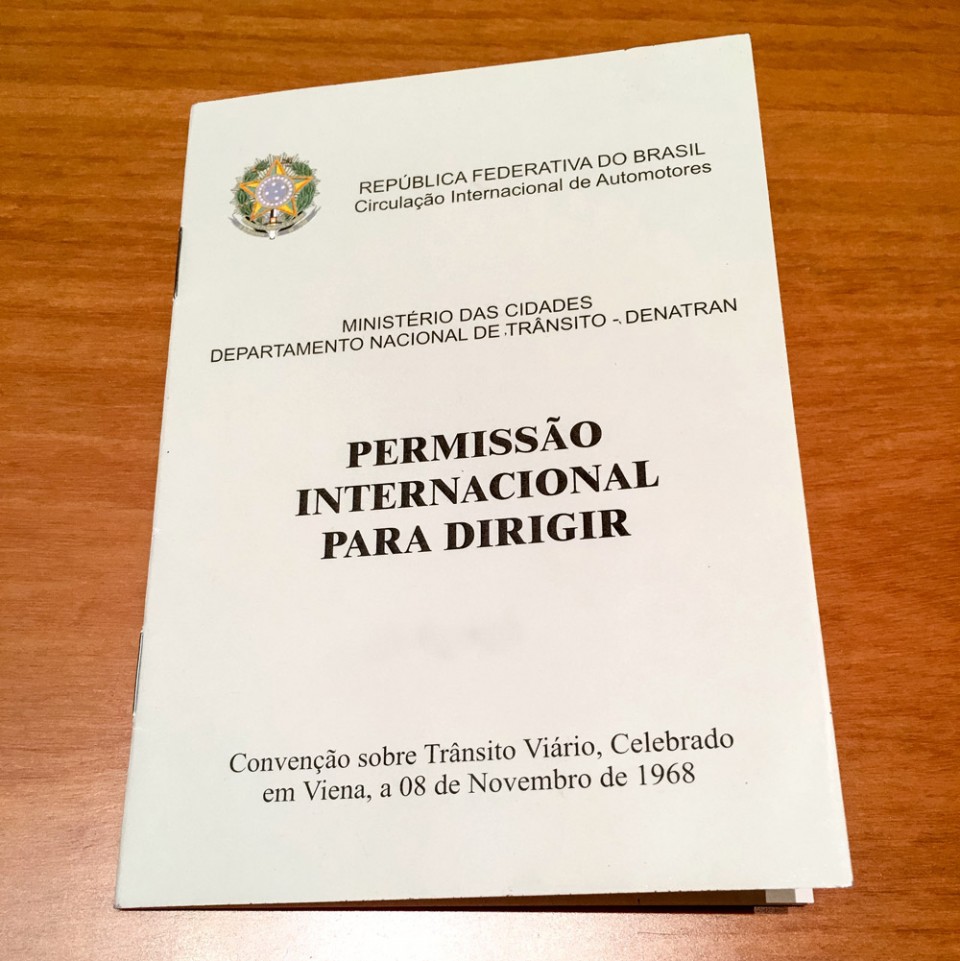 REPÚBLICA FEDERATIVA DO BRASIL
Circulação Internacional de Automotores
MINISTÉRIO DAS CIDADES
DEPARTAMENTO NACIONAL DE TRÂNSITO - DENATRAN
PERMISSÃO
INTERNACIONAL
PARA DIRIGIR
Convenção sobre Trânsito Viário, Celebrado
em Viena, a 08 de Novembro de 1968